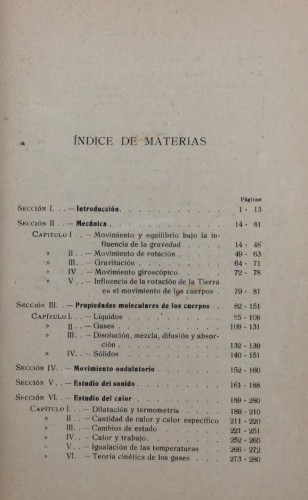 ÍNDICE DE MATERIAS
Páginas
SECCIÓN I. . — Introducción. . . . . . . . . . 1 - 13
SECCIÓN II . . — Mecánica . . . . . . . . . . 14 - 81
CAPÍTULO I . . — Movimiento y equilibrio bajo la in-
fluencia de la gravedad . . . . 14 - 48
» II . . — Movimiento de rotación. . . . . 49 - 63
» III. . — Gravitación . . . . . . . . 64 - 71
» IV . . — Movimiento giroscópico. . . . . 72 - 78
» V . . — Influencia de la rotación de la Tierra
en el movimiento de los cuerpos . 79 - 81
SECCIÓN III. — Propiedades moleculares de los cuerpos . . 82 - 151
CAPÍTULO I. . — Líquidos . . . . . . . . 85 - 108
» II . . — Gases . . . . . . . . . 109 - 131
» III. . — Disolución, mezcla, difusión y absor-
ción . . . . . . . . . . 132 - 139
» IV. . — Sólidos . . . . . . . . . 140 - 151
SECCIÓN IV. . — Movimiento ondulatorio . . . . . . 152 - 160
SECCIÓN V . . — Estudio del sonido . . . . . . . 161 - 188
SECCIÓN VI. . — Estudio del calor . . . . . . . 189 - 280
CAPÍTULO I. . — Dilatación y termometría . . . . 189 - 210
» II . . — Cantidad de calor y calor específico 211 - 220
» III. . — Cambios de estado . . . . . . 221 - 251
» IV. . — Calor y trabajo. . . . . . . 252 - 265
» V. . — Igualación de las temperaturas . . 266 - 272
» VI. . — Teoría cinética de los gases . . . 273 - 280